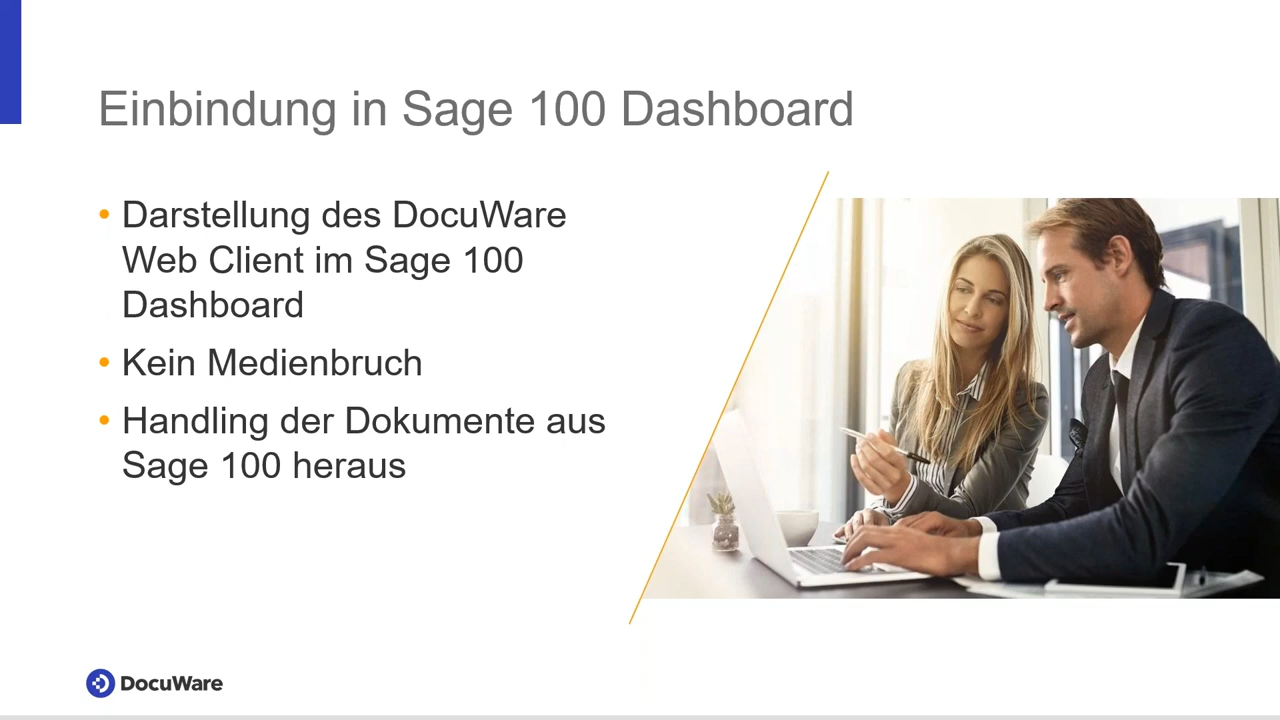 Einbindung in Sage 100 Dashboard
• Darstellung des DocuWare
Web Client im Sage 100
Dashboard
• Kein Medienbruch
• Handling der Dokumente aus
Sage 100 heraus
DocuWare